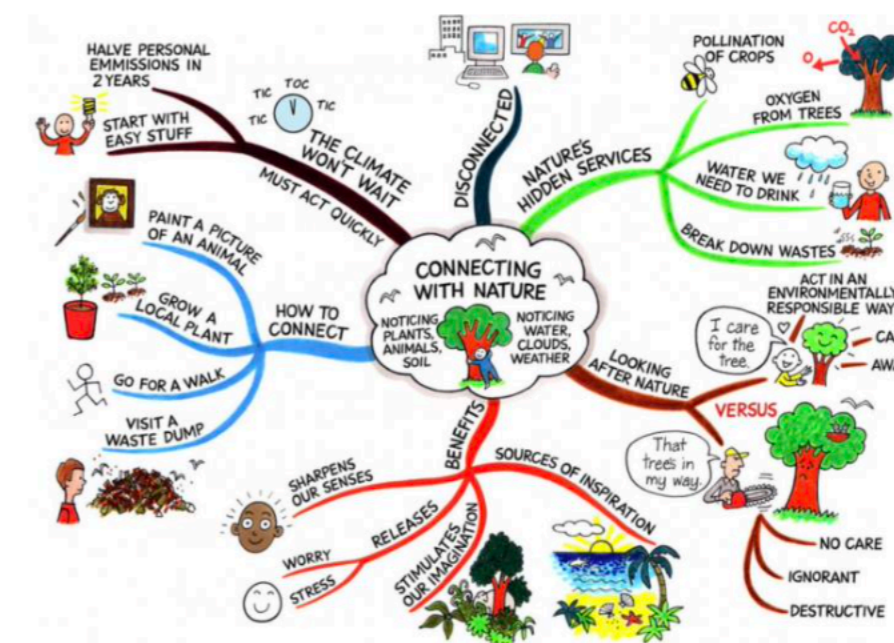 CONNECTING
WITH NATURE
NOTICING
PLANTS,
ANIMALS,
SOIL
NOTICING
WATER,
CLOUDS,
WEATHER
DISCONNECTED
NATURE'S
HIDDEN SERVICES
POLLINATION
OF CROPS
OXYGEN
FROM TREES
CO2
O
WATER WE
NEED TO DRINK
BREAK DOWN WASTES
LOOKING
AFTER NATURE
ACT IN AN
ENVIRONMENTALLY
RESPONSIBLE WAY
I care
for the
tree.
CA
AW
VERSUS
That
tree's in
my way.
NO CARE
IGNORANT
DESTRUCTIVE
BENEFITS
SOURCES OF INSPIRATION
STIMULATES
OUR IMAGINATION
RELEASES
WORRY
STRESS
SHARPENS
OUR SENSES
HOW TO
CONNECT
PAINT A PICTURE
OF AN ANIMAL
GROW A
LOCAL PLANT
GO FOR A WALK
VISIT A
WASTE DUMP
THE CLIMATE
WON'T WAIT
MUST ACT QUICKLY
TIC
TIC
TOC
TIC
HALVE PERSONAL
EMMISSIONS IN
2 YEARS
START WITH
EASY STUFF